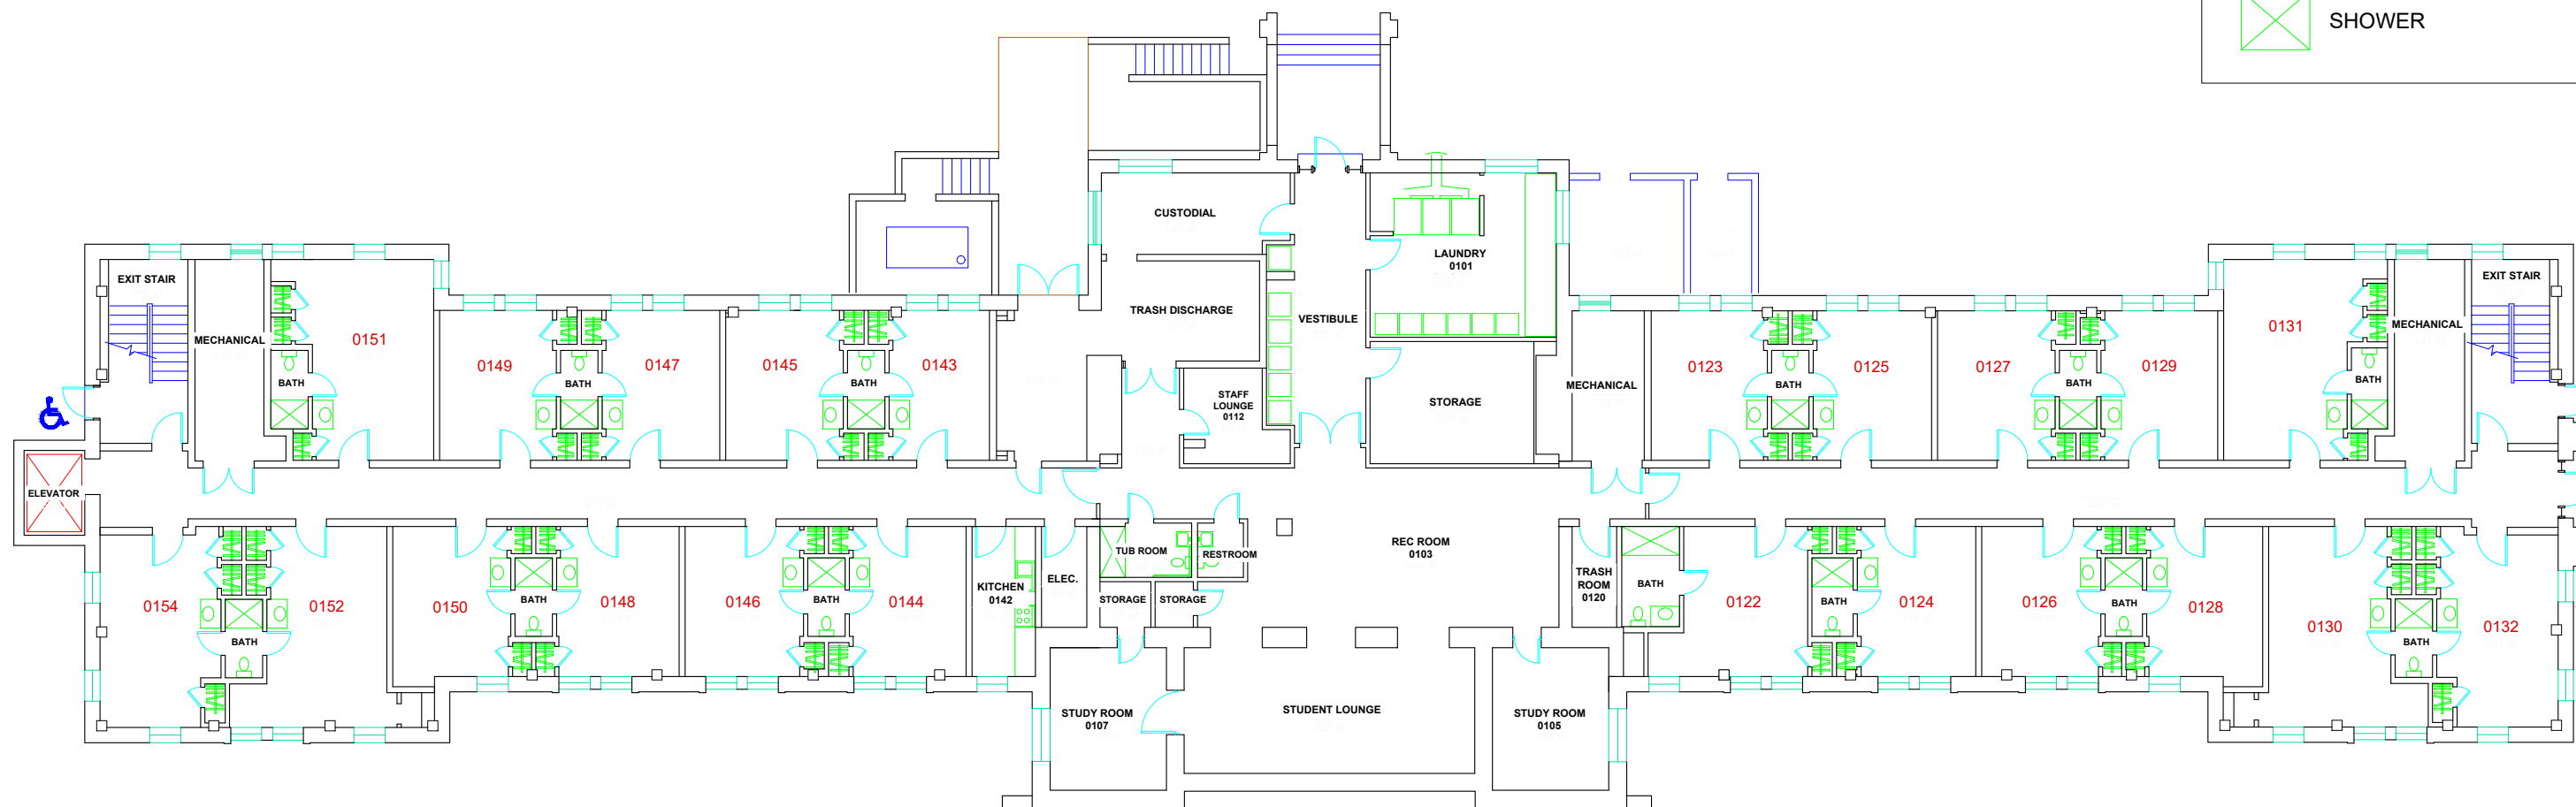 SHOWER
CUSTODIAL
LAUNDRY
0101
EXIT STAIR
EXIT STAIR
TRASH DISCHARGE
VESTIBULE
MECHANICAL
0151
0149
0147
0145
0143
BATH
BATH
BATH
STAFF
LOUNGE
0112
STORAGE
MECHANICAL
0123
0125
0127
0129
0131
MECHANICAL
BATH
BATH
BATH
ELEVATOR
TUB ROOM
RESTROOM
REC ROOM
0103
0154
0152
0150
0148
0146
0144
BATH
BATH
BATH
KITCHEN
0142
ELEC.
STORAGE
STORAGE
TRASH
ROOM
0120
BATH
0122
0124
0126
0128
0130
0132
BATH
BATH
BATH
STUDY ROOM
0107
STUDENT LOUNGE
STUDY ROOM
0105